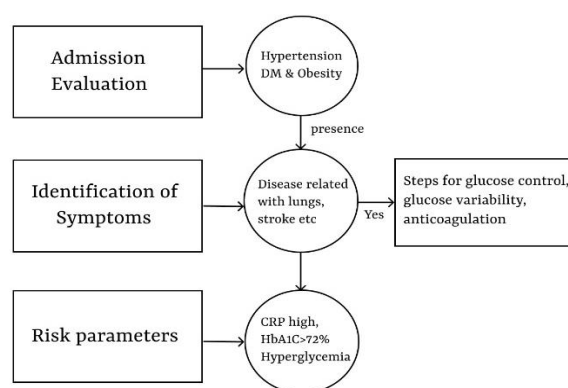 Admission
Evaluation
Hypertension
DM & Obesity
presence
Identification of
Symptoms
Disease related
with lungs,
stroke etc
Yes
Steps for glucose control,
glucose variability,
anticoagulation
Risk parameters
CRP high,
HbA1C>72%
Hyperglycemia